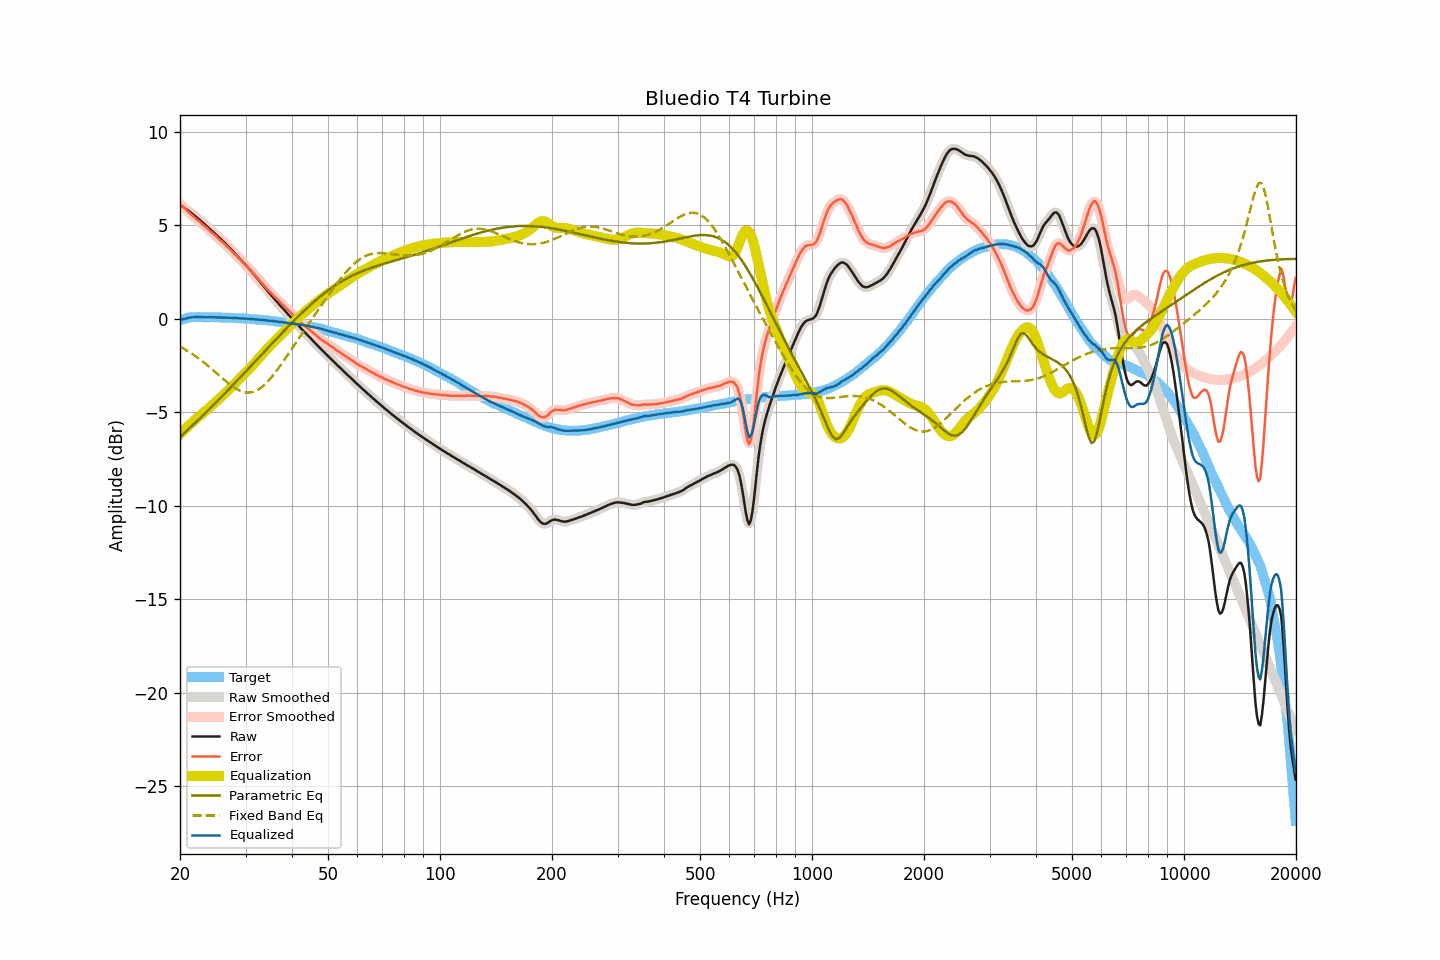 Bluedio T4 Turbine
10
5
0
−5
−10
−15
−20
−25
Amplitude (dBr)
Target
Raw Smoothed
Error Smoothed
Raw
Error
Equalization
Parametric Eq
Fixed Band Eq
Equalized
20 50 100 200 500 1000 2000 5000 10000 20000
Frequency (Hz)